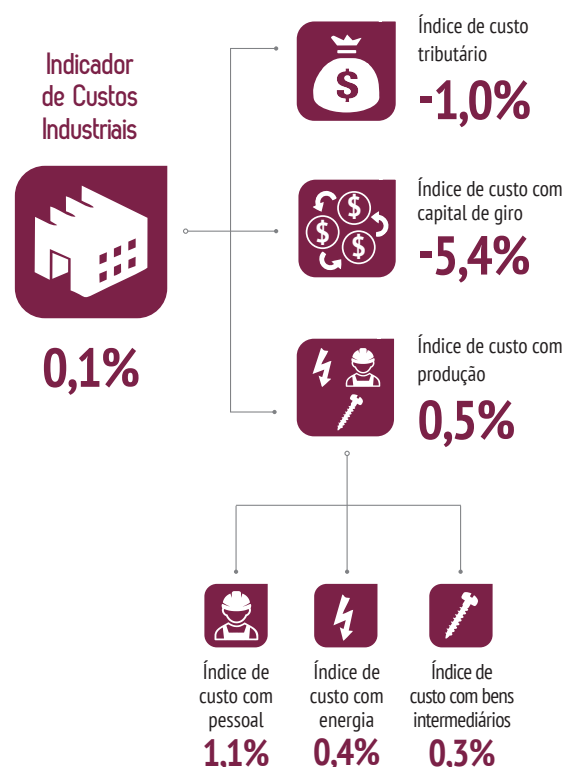 Indicador
de Custos
Industriais
0,1%
Índice de custo
tributário
-1,0%
$
Índice de custo com
capital de giro
-5,4%
$
$
$
Índice de custo com
produção
0,5%
Índice de
custo com
pessoal
1,1%
Índice de
custo com
energia
0,4%
Índice de
custo com bens
intermediários
0,3%